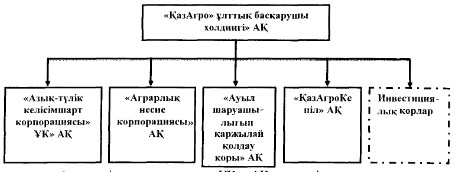 «ҚазАгро» ұлттық басқарушы
холдингі» АҚ
«Азық-түлік
келісімшарт
корпорациясы»
ҰК» АҚ
«Аграрлық
несие
корпорациясы»
АҚ
«Ауыл
шаруашы-
лығын
қаржылай
қолдау
қоры» АҚ
«ҚазАгроКе
піл» АҚ
Инвестиция-
лық қорлар